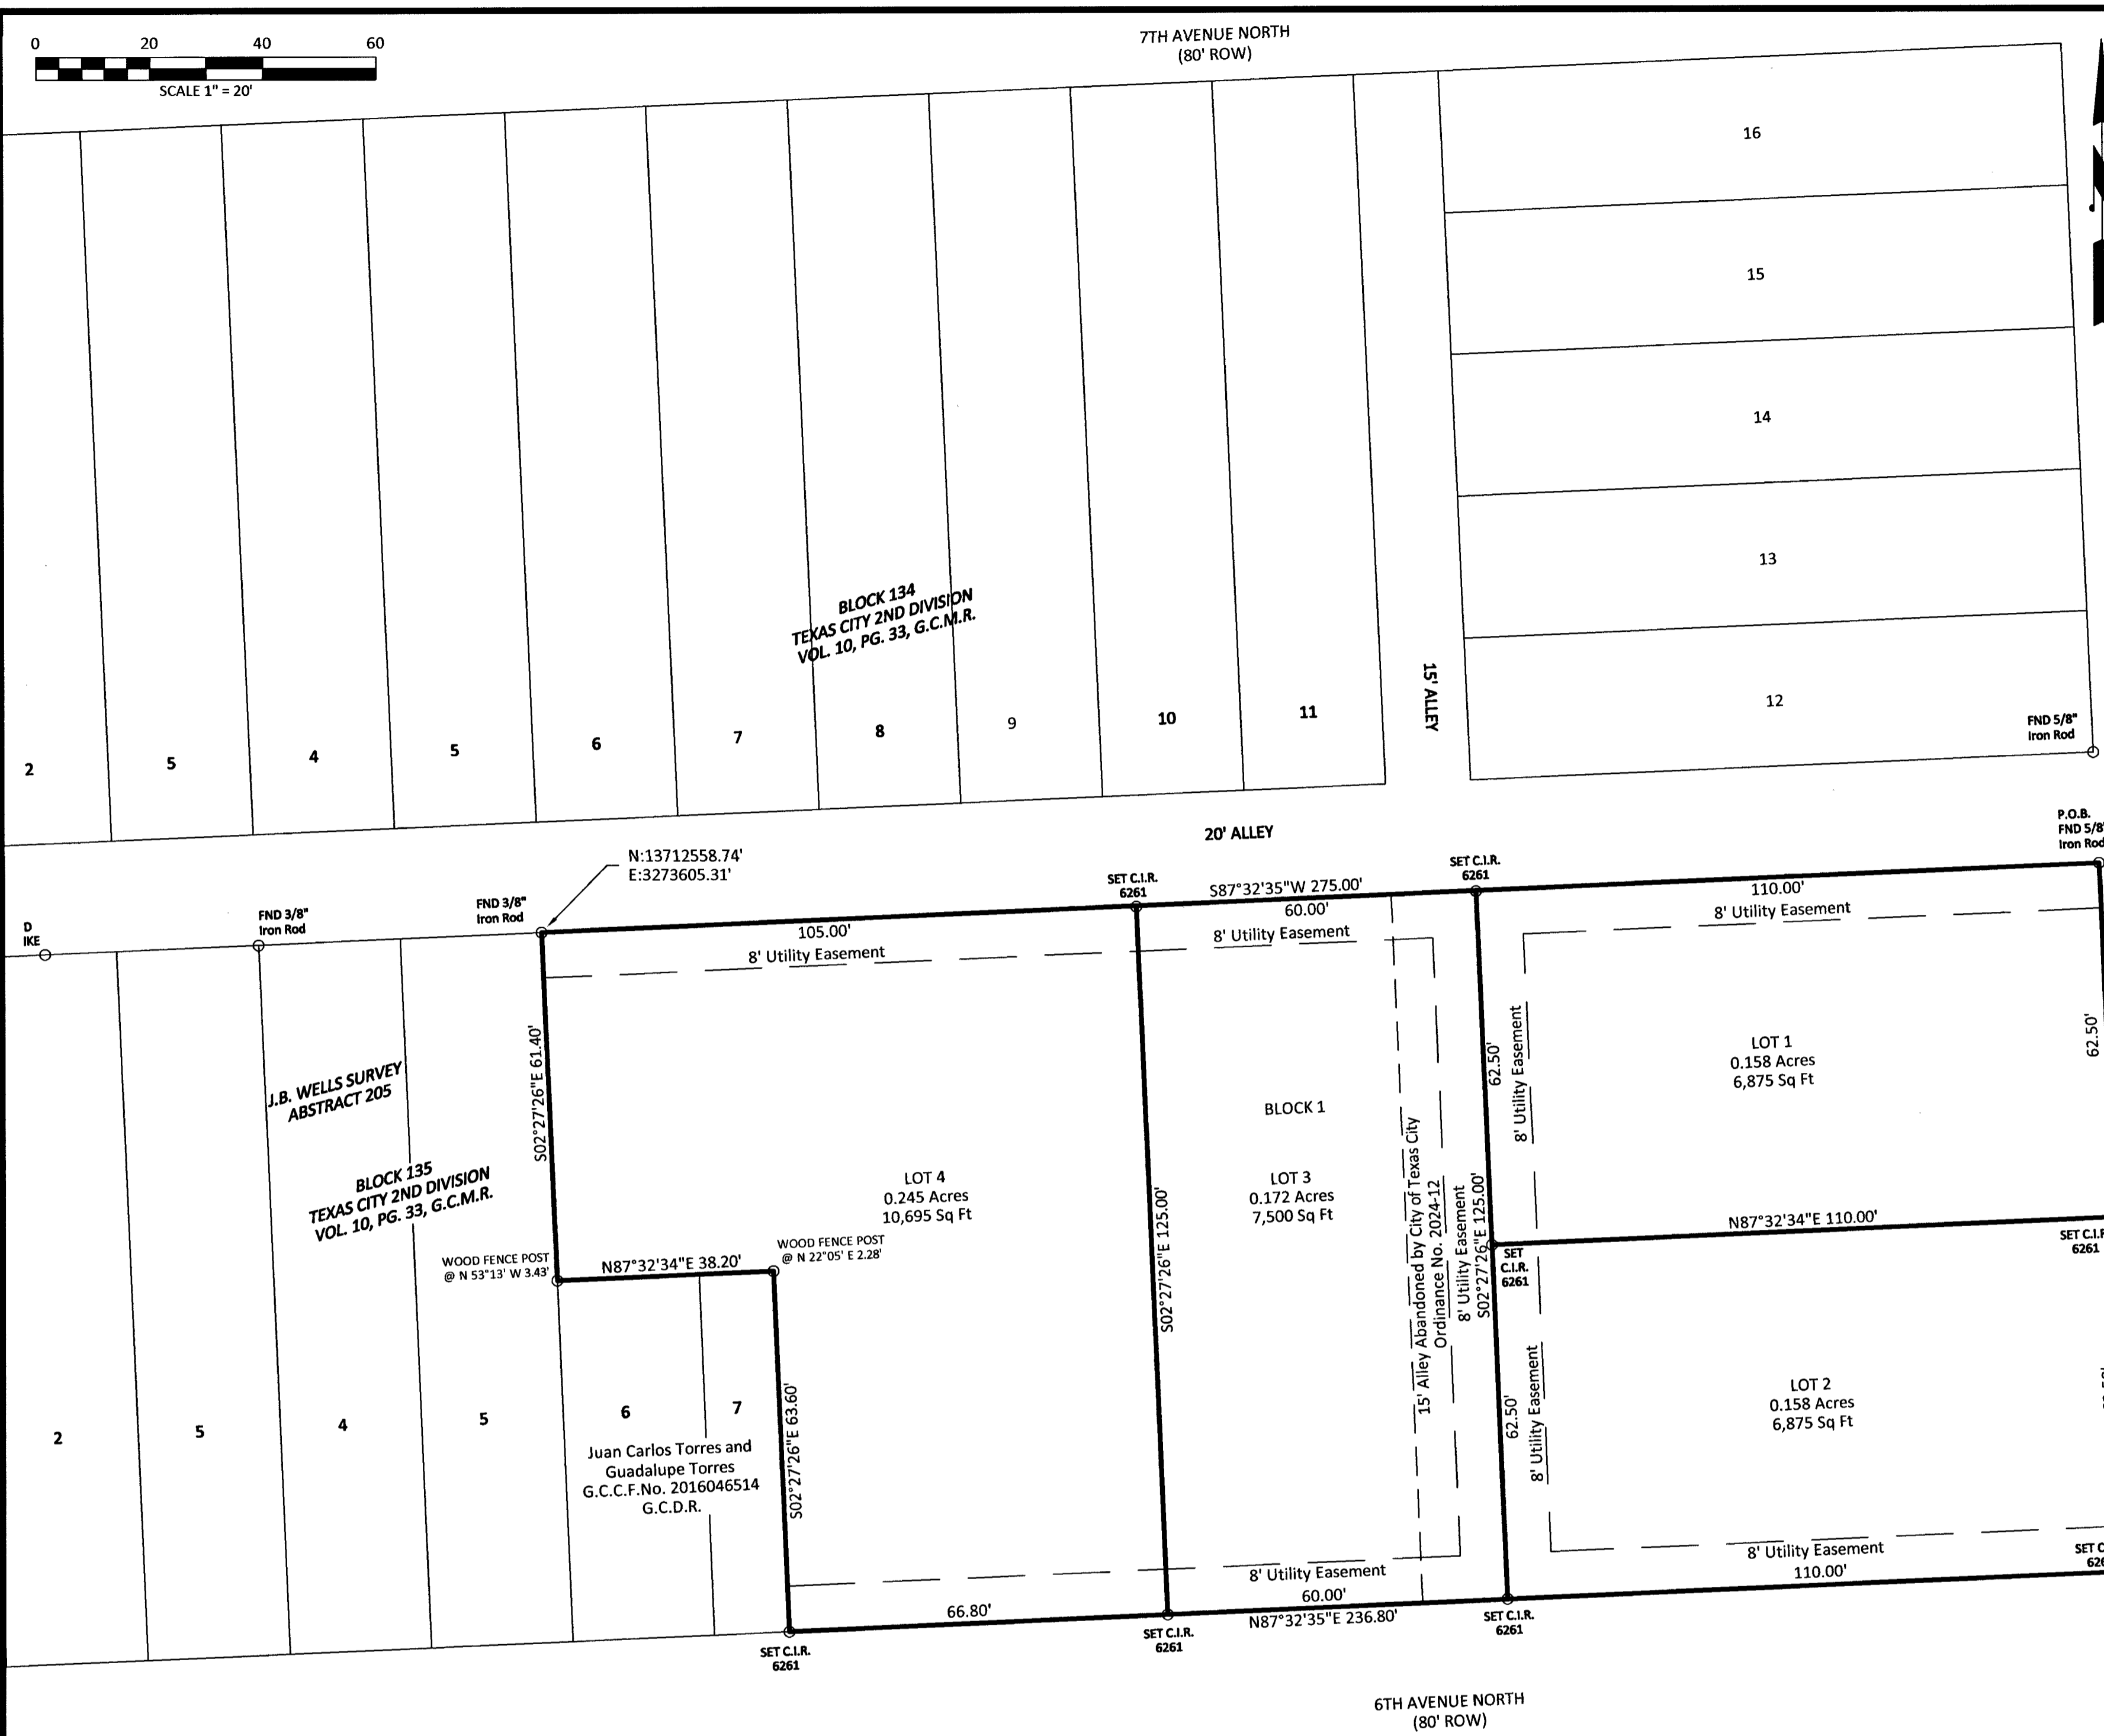 0 20 40 60
SCALE 1" = 20'
7TH AVENUE NORTH
(80' ROW)
16
15
14
13
12
N
FND 5/8"
Iron Rod
15' ALLEY
BLOCK 134
TEXAS CITY 2ND DIVISION
VOL. 10, PG. 33, G.C.M.R.
2
5
4
5
6
7
8
9
10
11
20' ALLEY
P.O.B.
FND 5/8"
Iron Rod
N:13712558.74'
E:3273605.31'
D
IKE
FND 3/8"
Iron Rod
FND 3/8"
Iron Rod
SET C.I.R.
6261
SET C.I.R.
6261
S87°32'35"W 275.00'
105.00'
60.00'
110.00'
8' Utility Easement
8' Utility Easement
8' Utility Easement
S02°27'26"E 61.40'
J.B. WELLS SURVEY
ABSTRACT 205
BLOCK 135
TEXAS CITY 2ND DIVISION
VOL. 10, PG. 33, G.C.M.R.
LOT 4
0.245 Acres
10,695 Sq Ft
S02°27'26"E 125.00'
BLOCK 1
LOT 3
0.172 Acres
7,500 Sq Ft
15' Alley Abandoned by City of Texas City
Ordinance No. 2024-12
8' Utility Easement
S02°27'26"E 125.00'
62.50'
8' Utility Easement
LOT 1
0.158 Acres
6,875 Sq Ft
62.50'
N87°32'34"E 110.00'
SET C.I.R.
6261
SET
C.I.R.
6261
WOOD FENCE POST
@ N 53°13' W 3.43'
N87°32'34"E 38.20'
WOOD FENCE POST
@ N 22°05' E 2.28'
S02°27'26"E 63.60'
2
5
4
5
6
7
Juan Carlos Torres and
Guadalupe Torres
G.C.C.F.No. 2016046514
G.C.D.R.
62.50'
8' Utility Easement
LOT 2
0.158 Acres
6,875 Sq Ft
8' Utility Easement
8' Utility Easement
66.80'
60.00'
110.00'
N87°32'35"E 236.80'
SET C.I.R.
6261
SET C.I.R.
6261
SET C.I.R.
6261
SET C
626
6TH AVENUE NORTH
(80' ROW)